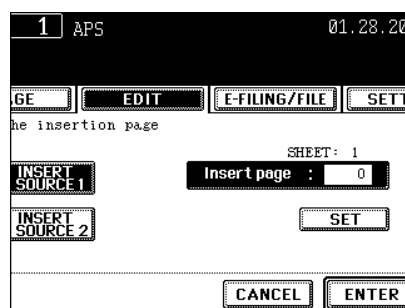 1 APS 01.28.20
GE EDIT E-FILING/FILE SETT
he insertion page
SHEET: 1
INSERT
SOURCE 1
Insert page : 0
INSERT
SOURCE 2
SET
CANCEL ENTER